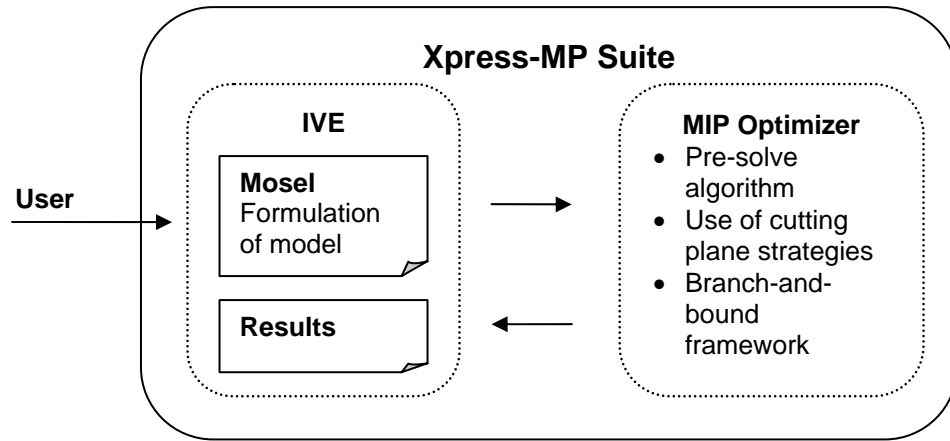 Xpress-MP Suite
User
IVE
Mosel
Formulation
of model
Results
MIP Optimizer
• Pre-solve
algorithm
• Use of cutting
plane strategies
• Branch-and-
bound
framework